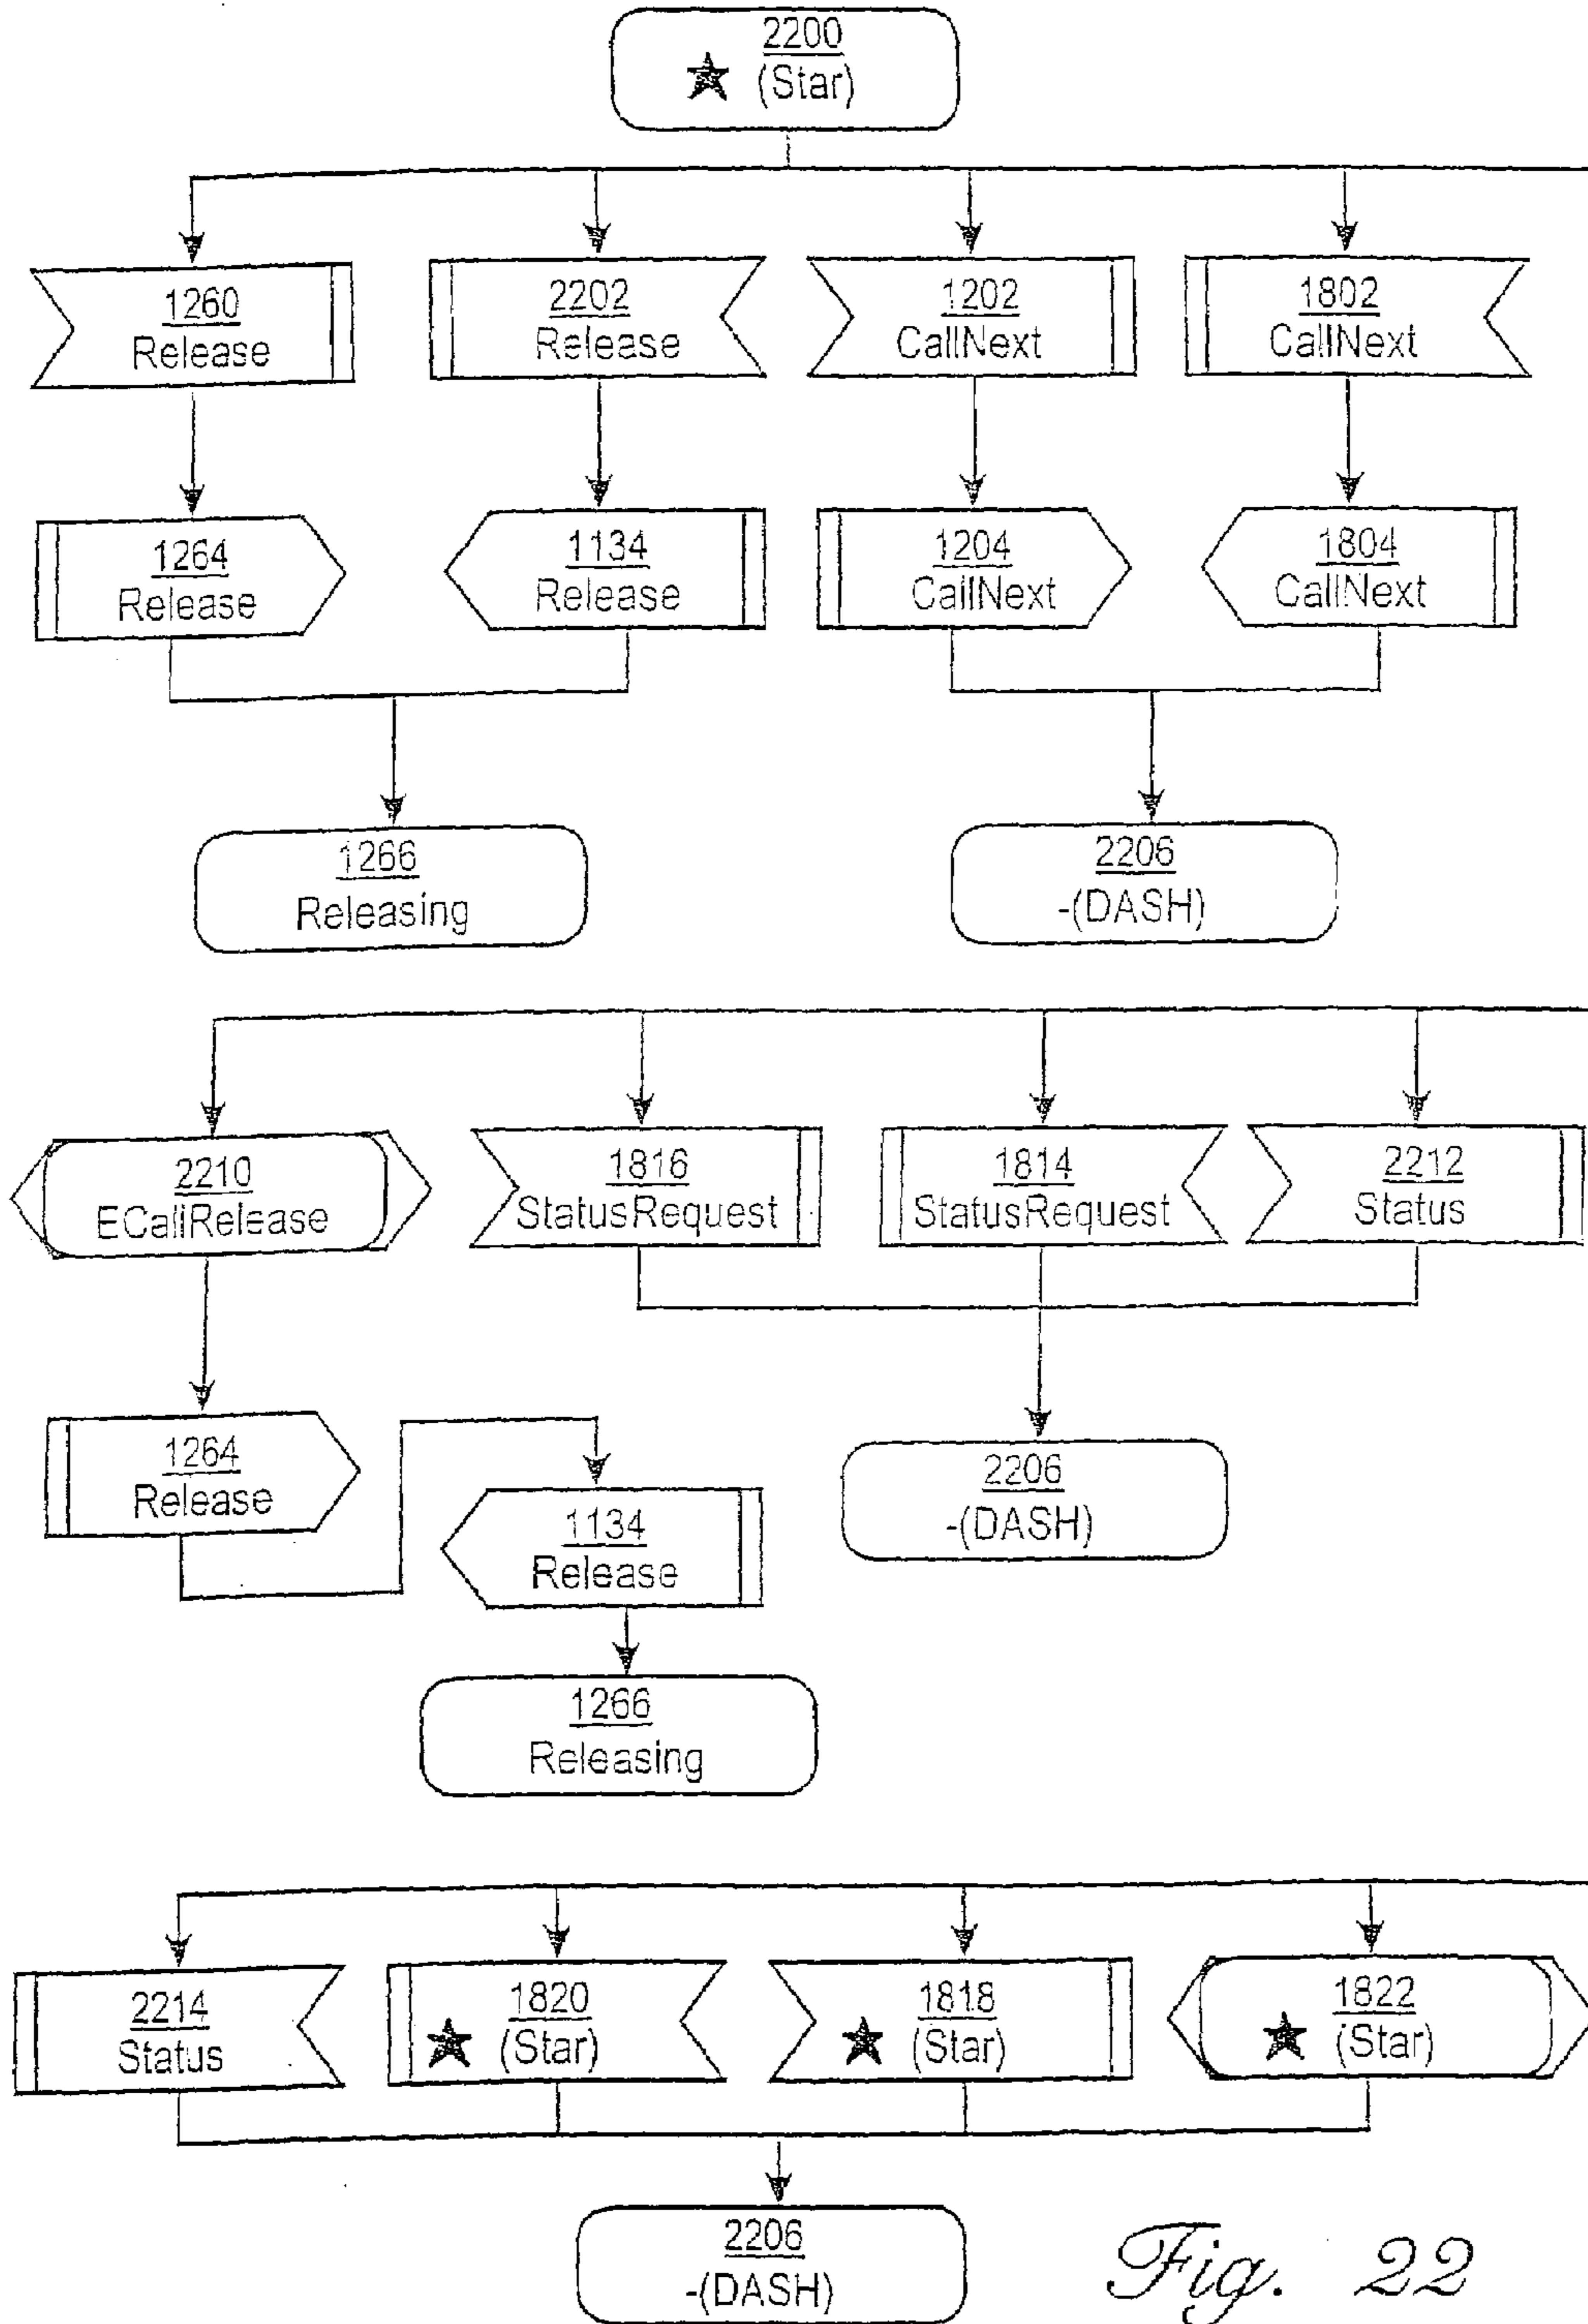 2200
★ (Star)
1260
Release
2202
Release
1202
CallNext
1802
CallNext
1264
Release
1134
Release
1204
CallNext
1804
CallNext
1266
Releasing
2206
-(DASH)
2210
ECallRelease
1816
StatusRequest
1814
StatusRequest
2212
Status
1264
Release
1134
Release
2206
-(DASH)
1266
Releasing
2214
Status
1820
★ (Star)
1818
★ (Star)
1822
★ (Star)
2206
-(DASH)
Fig. 22